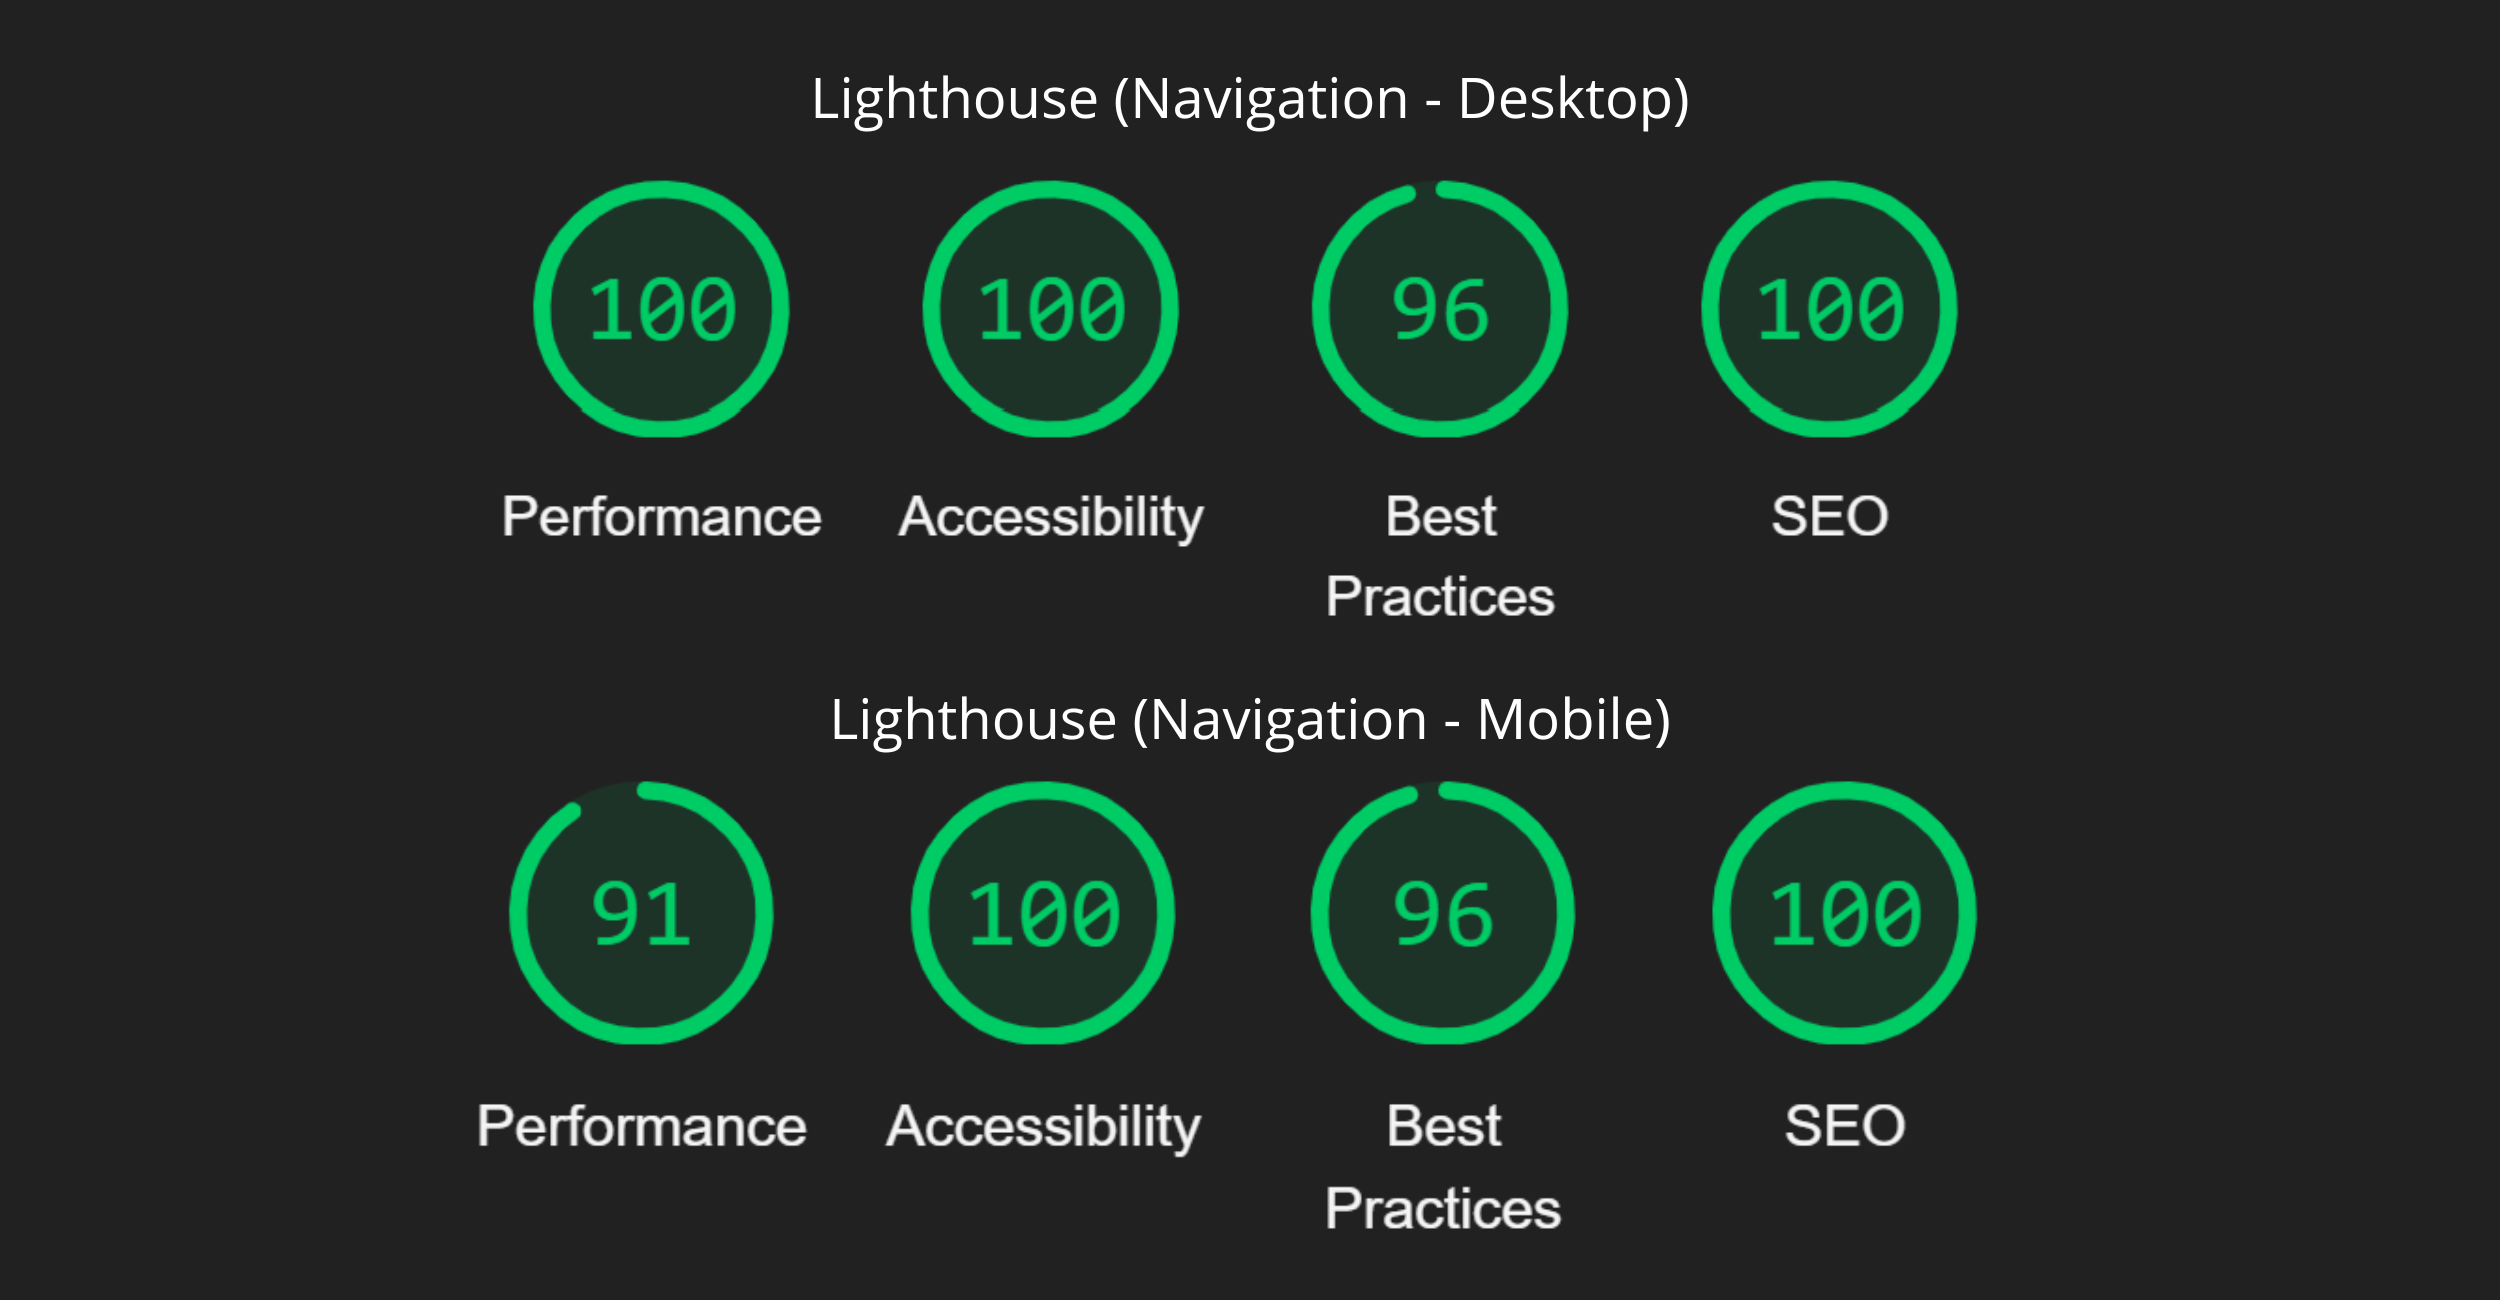 Lighthouse (Navigation - Desktop)
100 100 96 100
Performance Accessibility Best SEO
Practices
Lighthouse (Navigation - Mobile)
91 100 96 100
Performance Accessibility Best SEO
Practices